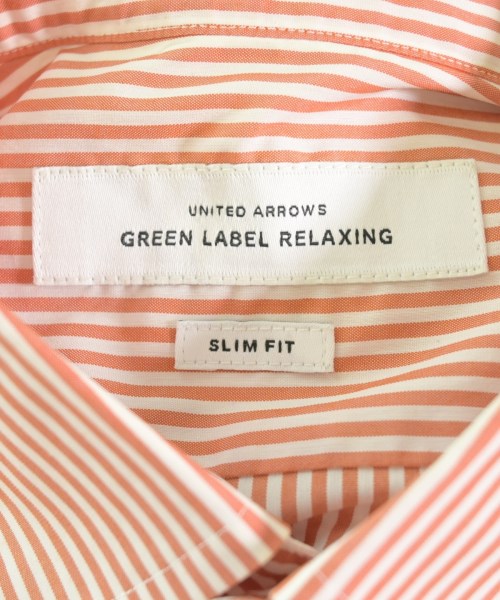 UNITED ARROWS
GREEN LABEL RELAXING
SLIM FIT